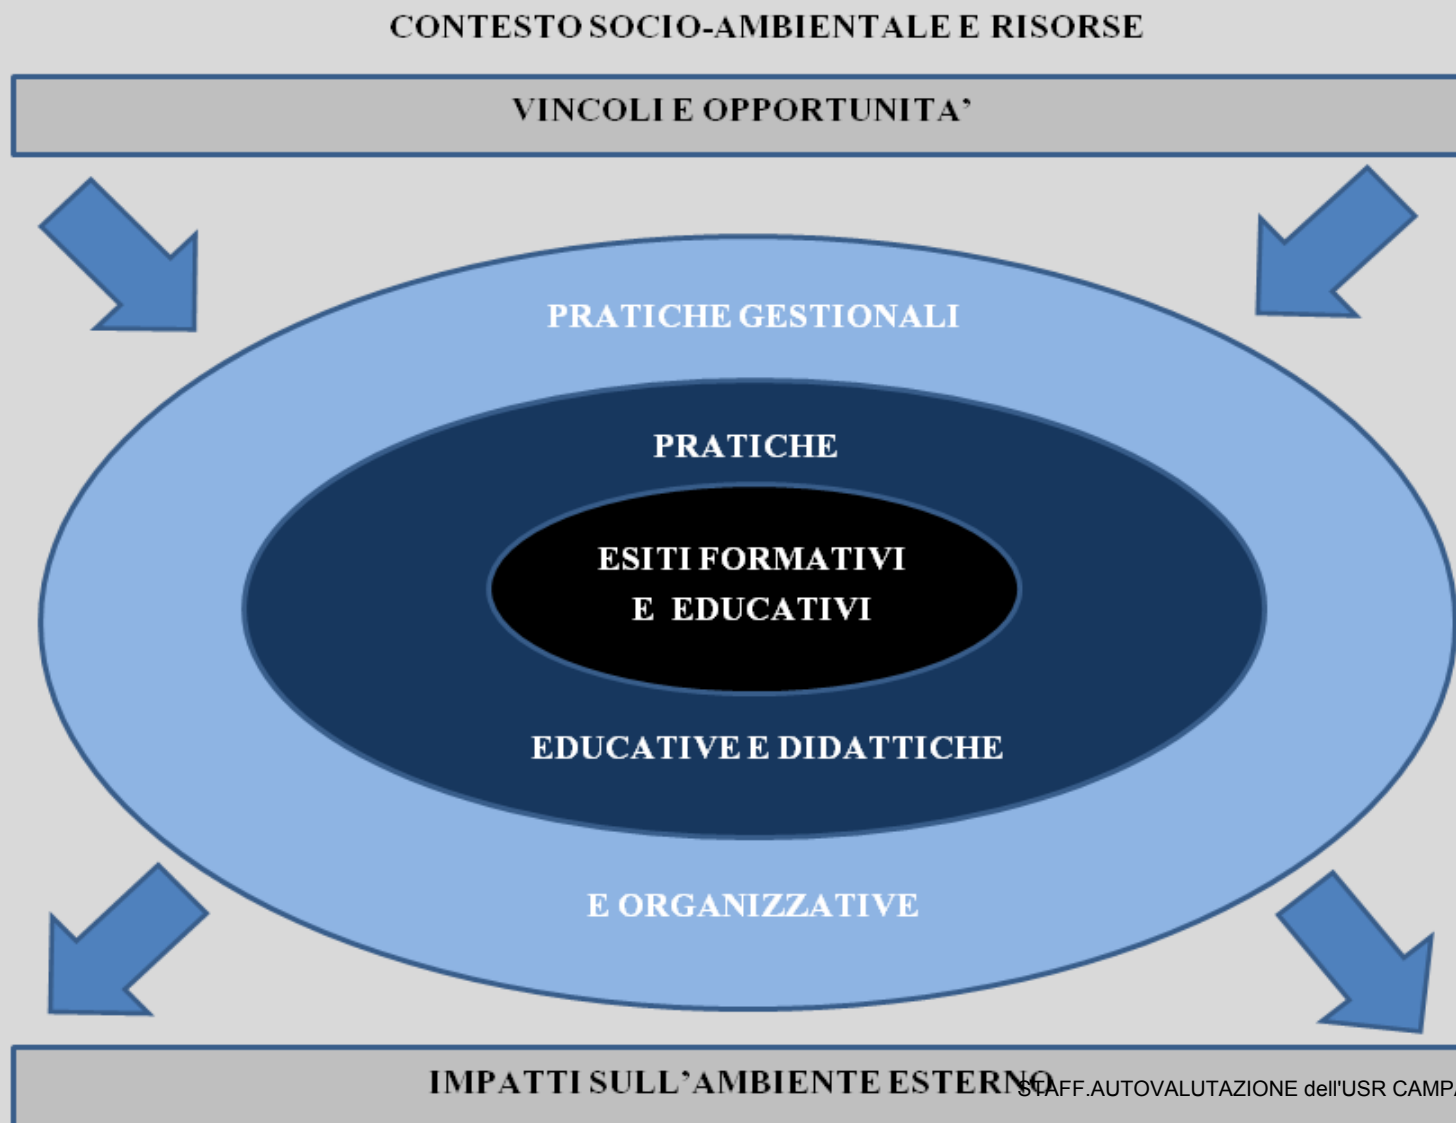 CONTESTO SOCIO-AMBIENTALE E RISORSE
VINCOLI E OPPORTUNITA’
PRATICHE GESTIONALI
PRATICHE
ESITI FORMATIVI
E EDUCATIVI
EDUCATIVE E DIDATTICHE
E ORGANIZZATIVE
IMPATTI SULL’AMBIENTE ESTERNO
STAFF.AUTOVALUTAZIONE dell'USR